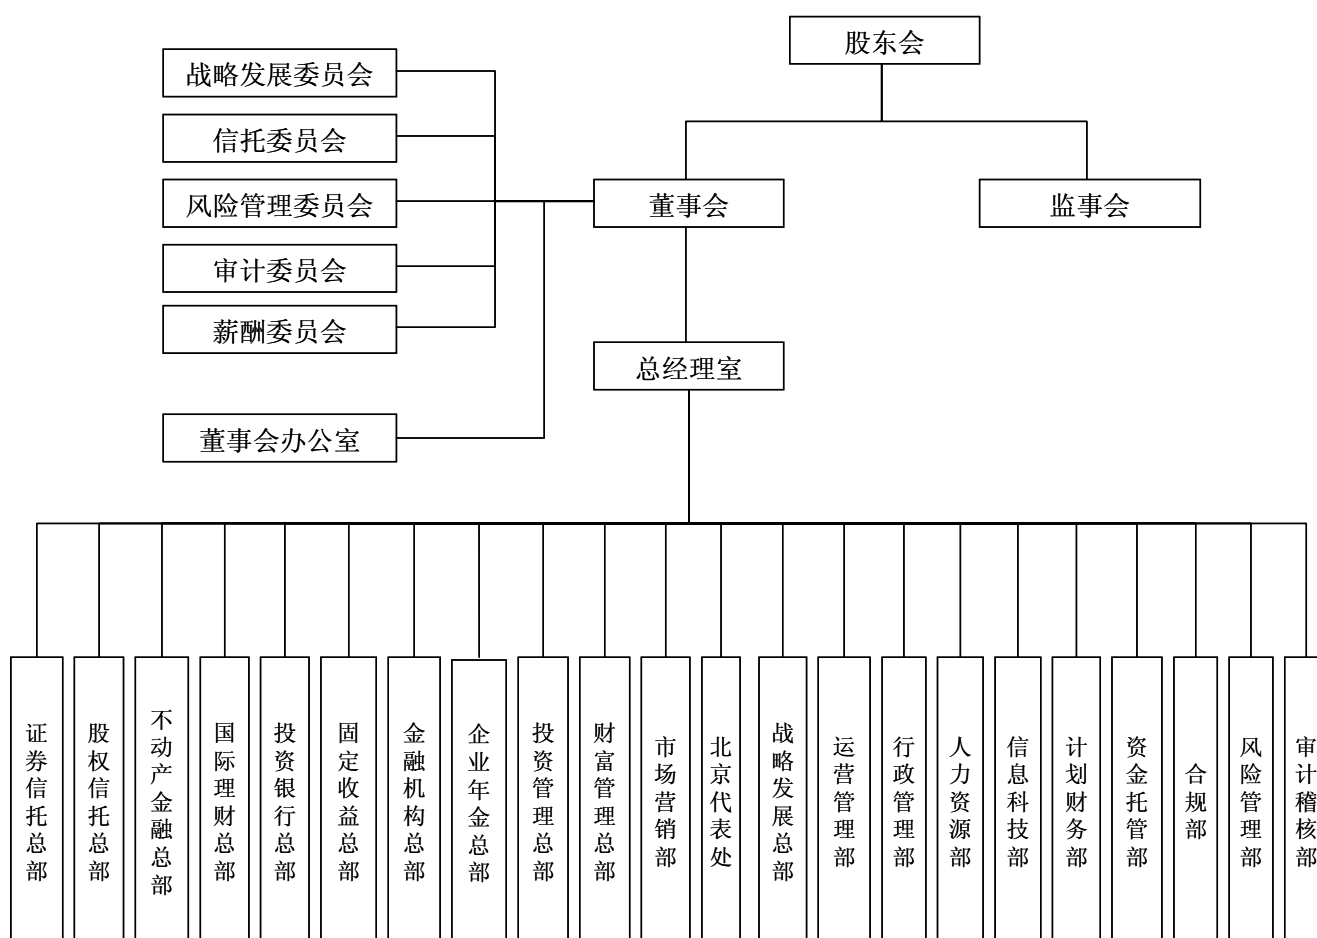 股东会
战略发展委员会
信托委员会
风险管理委员会
董事会
监事会
审计委员会
薪酬委员会
总经理室
董事会办公室
证券信托总部
股权信托总部
不动产金融总部
国际理财总部
投资银行总部
固定收益总部
金融机构总部
企业年金总部
投资管理总部
财富管理总部
市场营销部
北京代表处
战略发展总部
运营管理部
行政管理部
人力资源部
信息科技部
计划财务部
资金托管部
合规部
风险管理部
审计稽核部